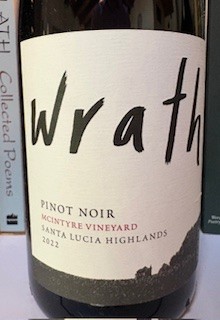 Wrath
PINOT NOIR
MCINTYRE VINEYARD
SANTA LUCIA HIGHLANDS
2022
Collected Poems